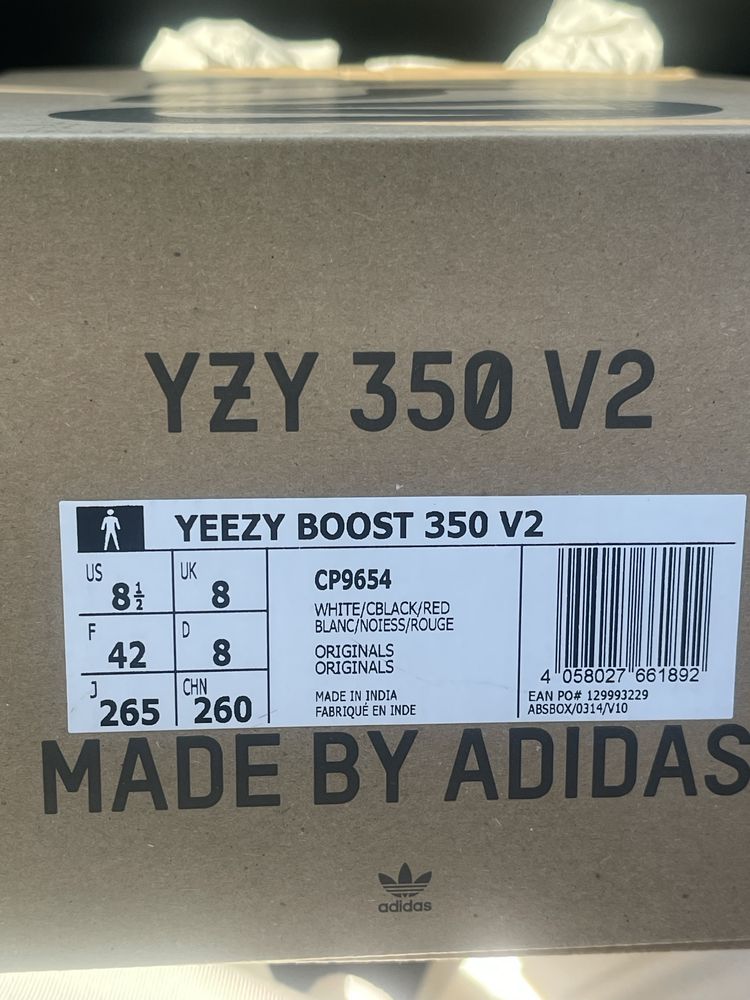 YZY 350 V2
YEEZY BOOST 350 V2
US 8½ UK 8
F 42 D 8
J 265 CHN 260
CP9654
WHITE/CBLACK/RED
BLANC/NOIESS/ROUGE
ORIGINALS
ORIGINALS
MADE IN INDIA
FABRIQUÉ EN INDE
4 058027 661892
EAN PO# 129993229
ABSBOX/0314/V10
MADE BY ADIDAS
adidas